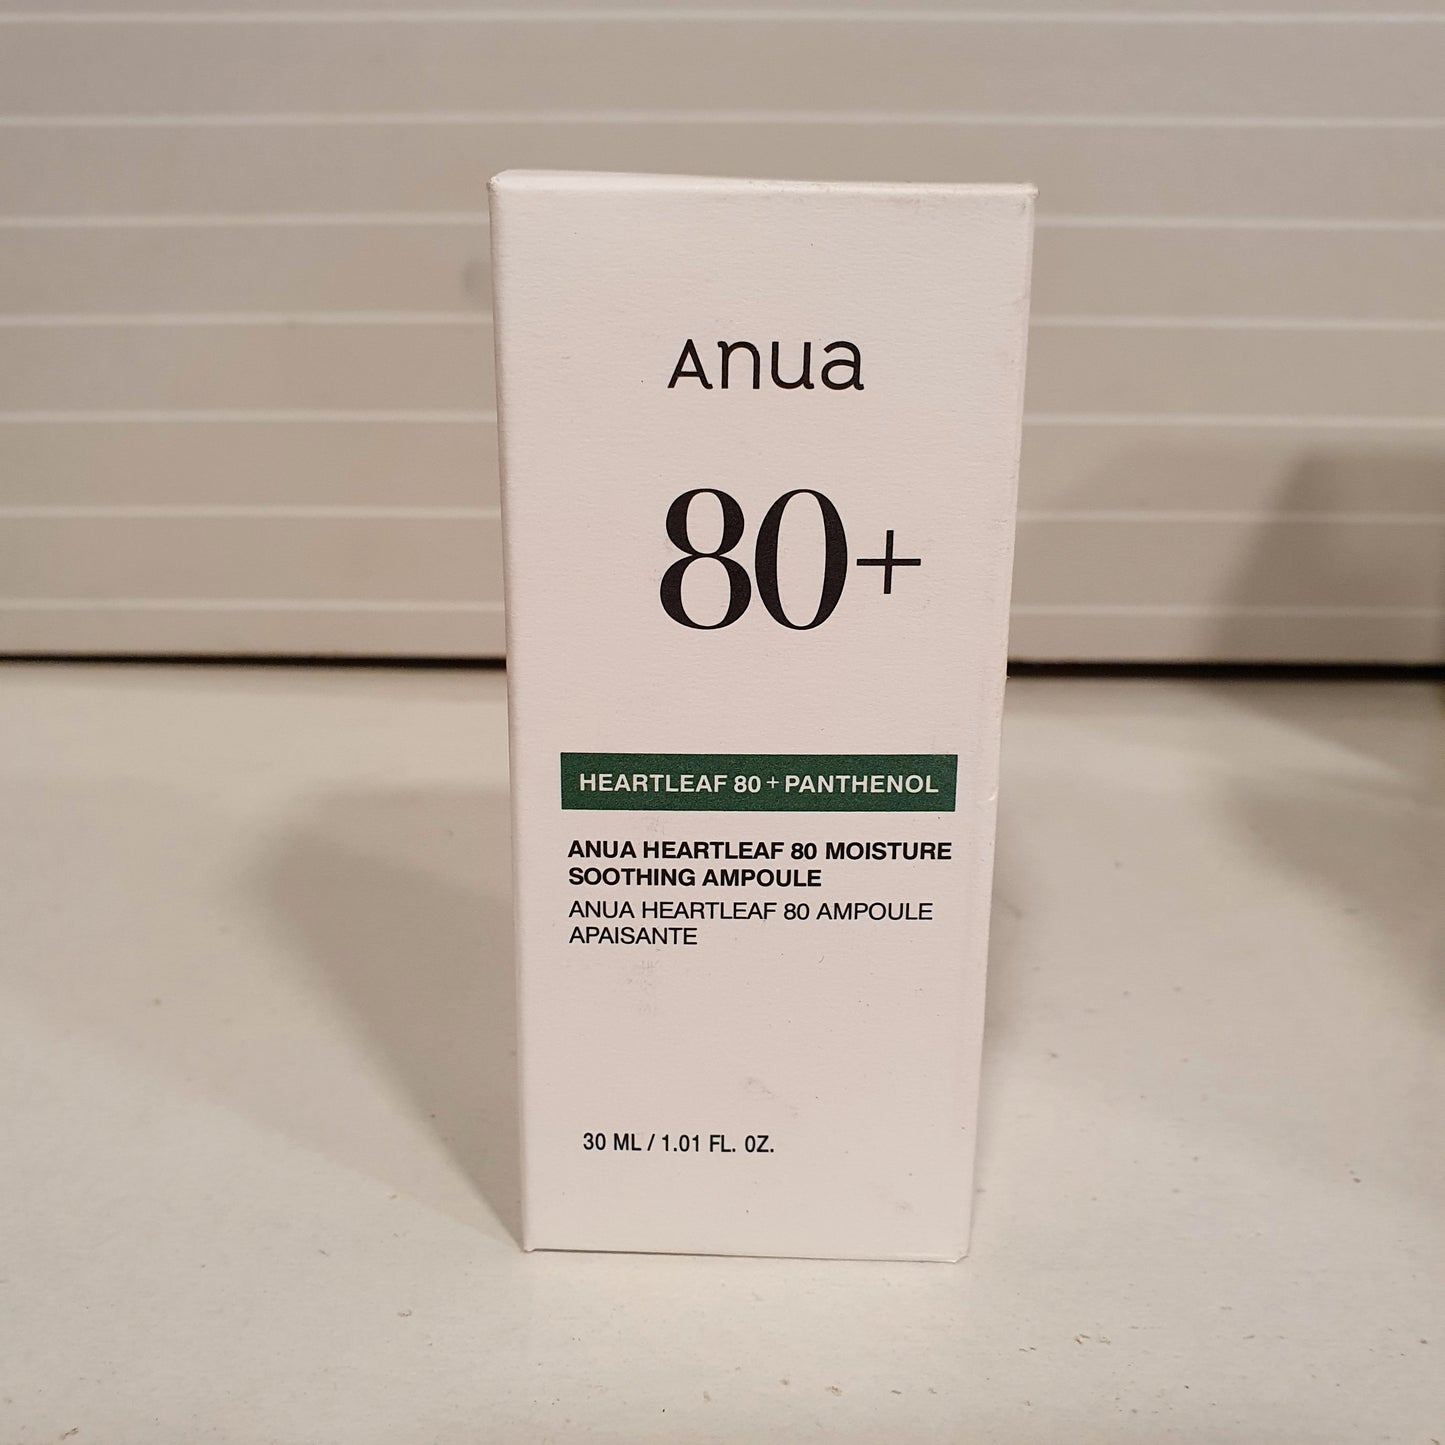 Anua
80+
HEARTLEAF 80 + PANTHENOL
ANUA HEARTLEAF 80 MOISTURE
SOOTHING AMPOULE
ANUA HEARTLEAF 80 AMPOULE
APAISANTE
30 ML / 1.01 FL. OZ.